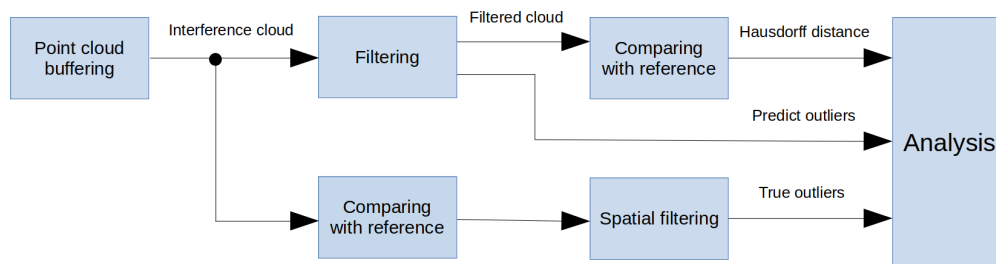 Point cloud
buffering
Interference cloud
Filtering
Filtered cloud
Comparing
with reference
Hausdorff distance
Predict outliers
Analysis
Comparing
with reference
Spatial filtering
True outliers